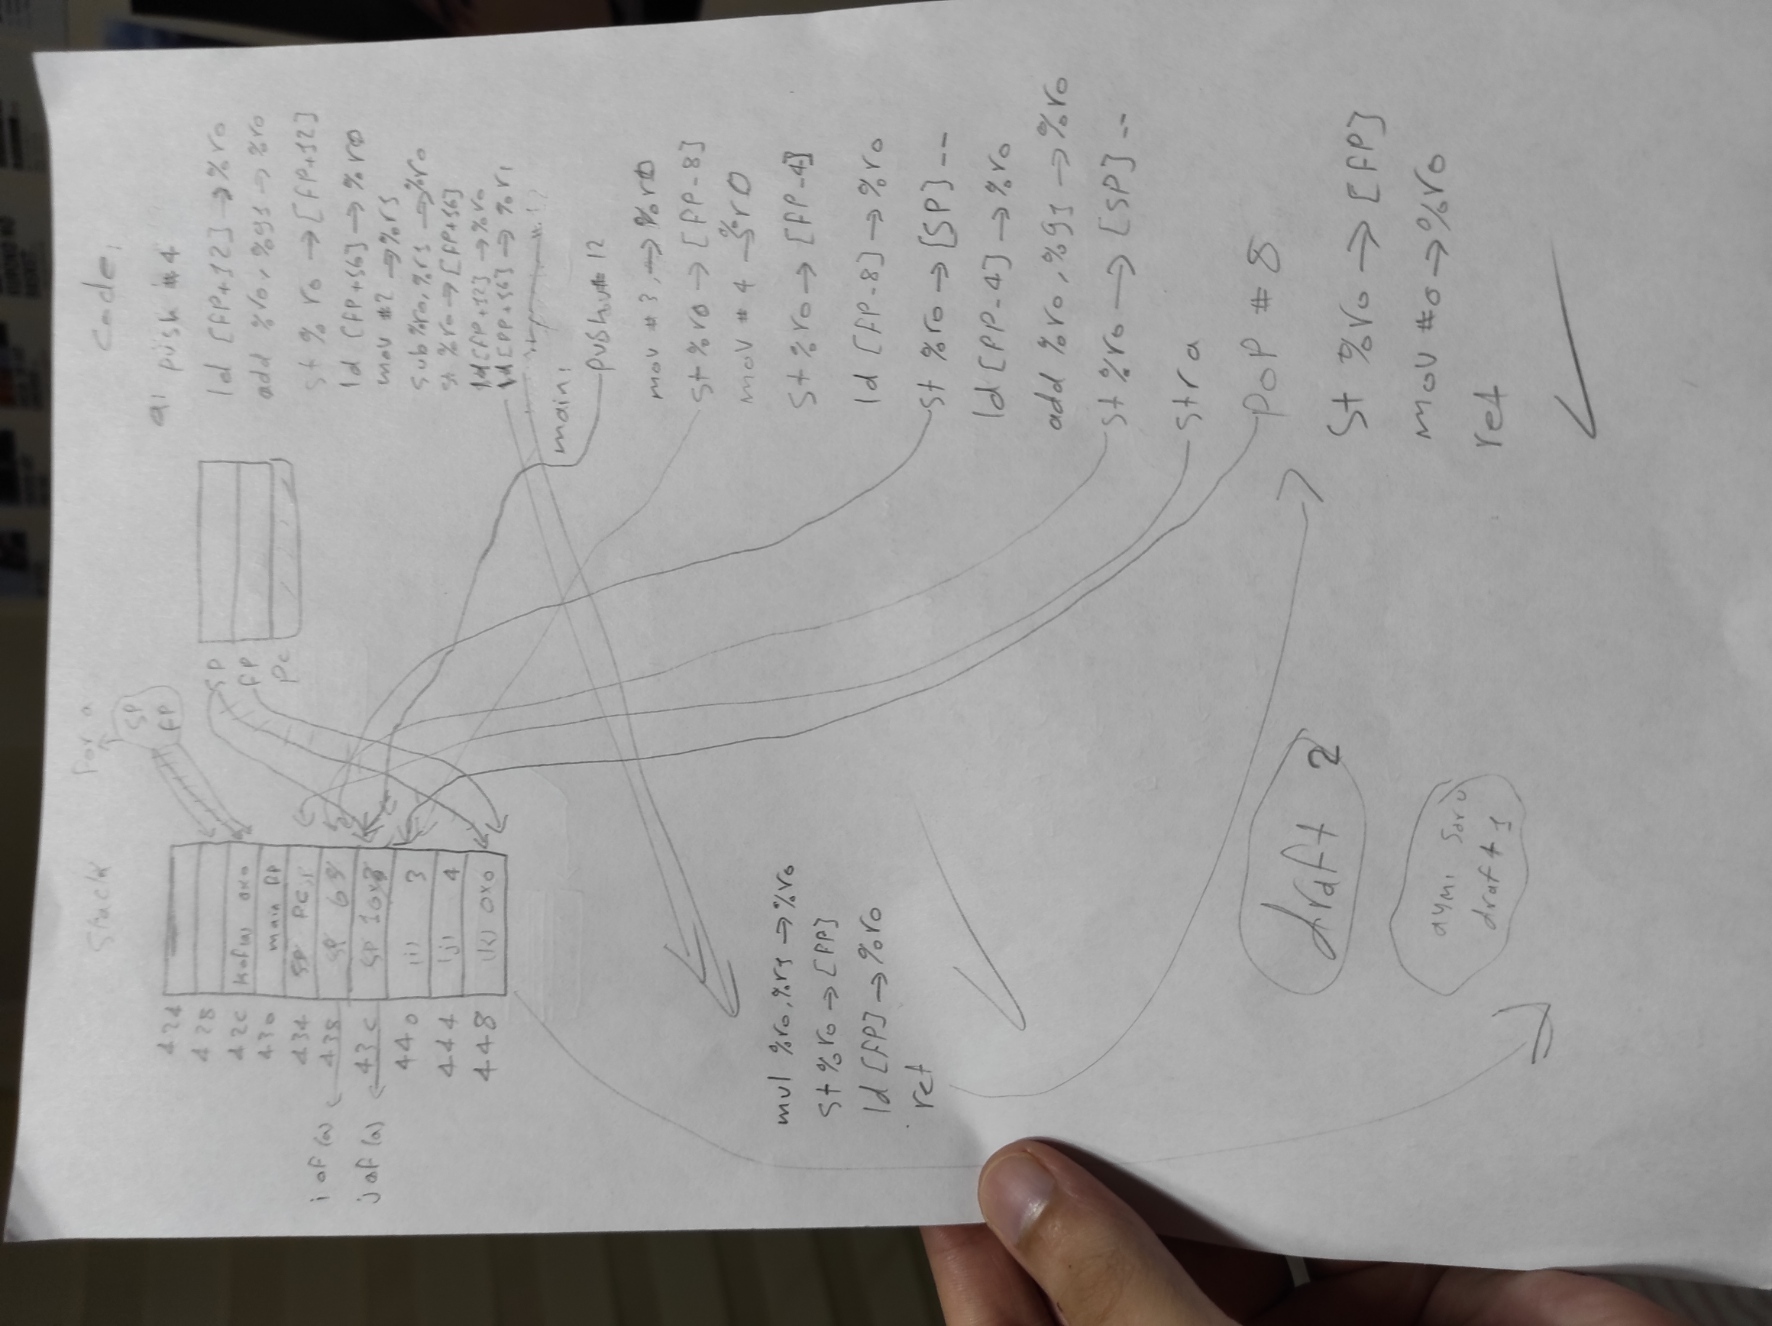 KUROKO NO
BASKET
Stack
for a
SP
FP
424
428
42c k of(a) 0x0
430 main FP
434 PC
i of (a) 438 SP
j of (a) 43c SP
440 (i) 3
444 (j) 4
448 (k) 0x0
SP
FP
PC
Code:
a: push #4
ld [FP+12] → %r0
add %r0, %g1 → %r0
st %r0 → [FP+12]
ld [FP+16] → %r0
mov #2 → %r1
sub %r0, %r1 → %r0
st %r0 → [FP+16]
ld [FP+12] → %r0
ld [FP+16] → %r1
mul %r0, %r1 → %r0
st %r0 → [FP]
ld [FP] → %r0
ret
main:
push #12
mov #3, → %r0
st %r0 → [FP-8]
mov #4 → %r0
st %r0 → [FP-4]
ld [FP-8] → %r0
st %r0 → [SP]--
ld [FP-4] → %r0
add %r0, %g1 → %r0
st %r0 → [SP]--
str a
pop #8
st %r0 → [FP]
mov #0 → %r0
ret
draft 2
aynı soru
draft 1